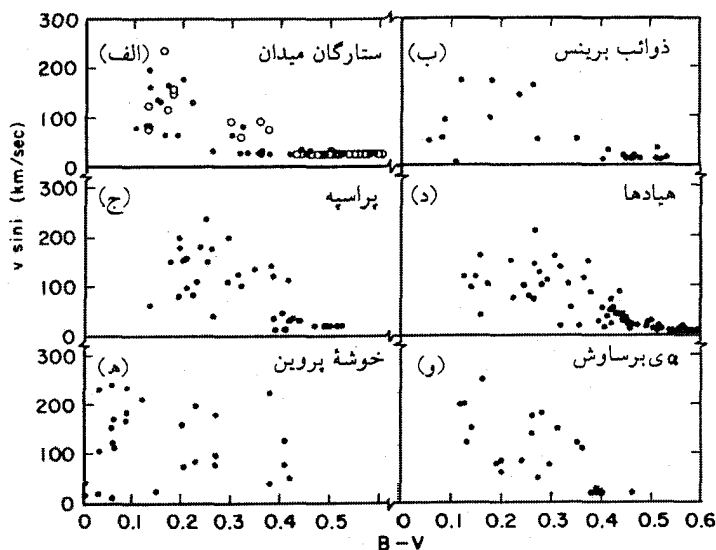 v sini (km/sec)
300
200
100
0
(الف) ستارگان میدان
(ب) ذوائب برینس
300
200
100
0
(ج) پراسپه
(د) هیادها
300
200
100
0
(ه) خوشهٔ پروین
(و) αی برساوش
0 0.1 0.2 0.3 0.4 0.5 0.1 0.2 0.3 0.4 0.5 0.6
B-V